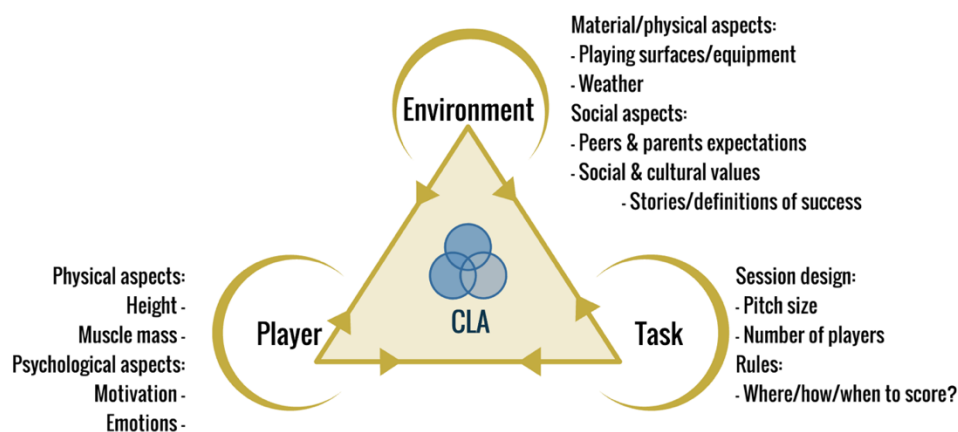 Material/physical aspects:
- Playing surfaces/equipment
- Weather
Social aspects:
- Peers & parents expectations
- Social & cultural values
- Stories/definitions of success
Environment
CLA
Physical aspects:
Height -
Muscle mass -
Psychological aspects:
Motivation -
Emotions -
Player
Task
Session design:
- Pitch size
- Number of players
Rules:
- Where/how/when to score?